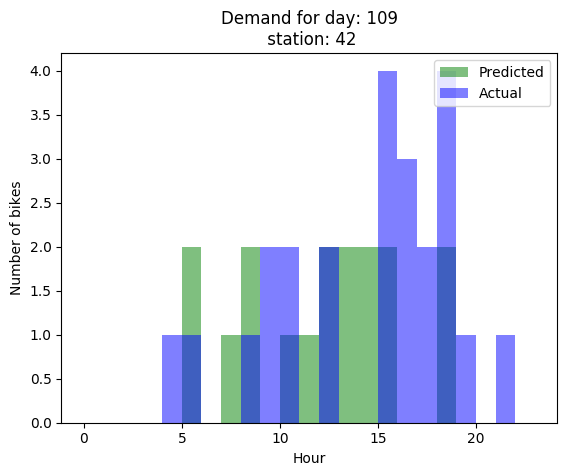 Demand for day: 109
station: 42
Predicted
Actual
4.0
3.5
3.0
2.5
2.0
1.5
1.0
0.5
0.0
Number of bikes
0 5 10 15 20
Hour